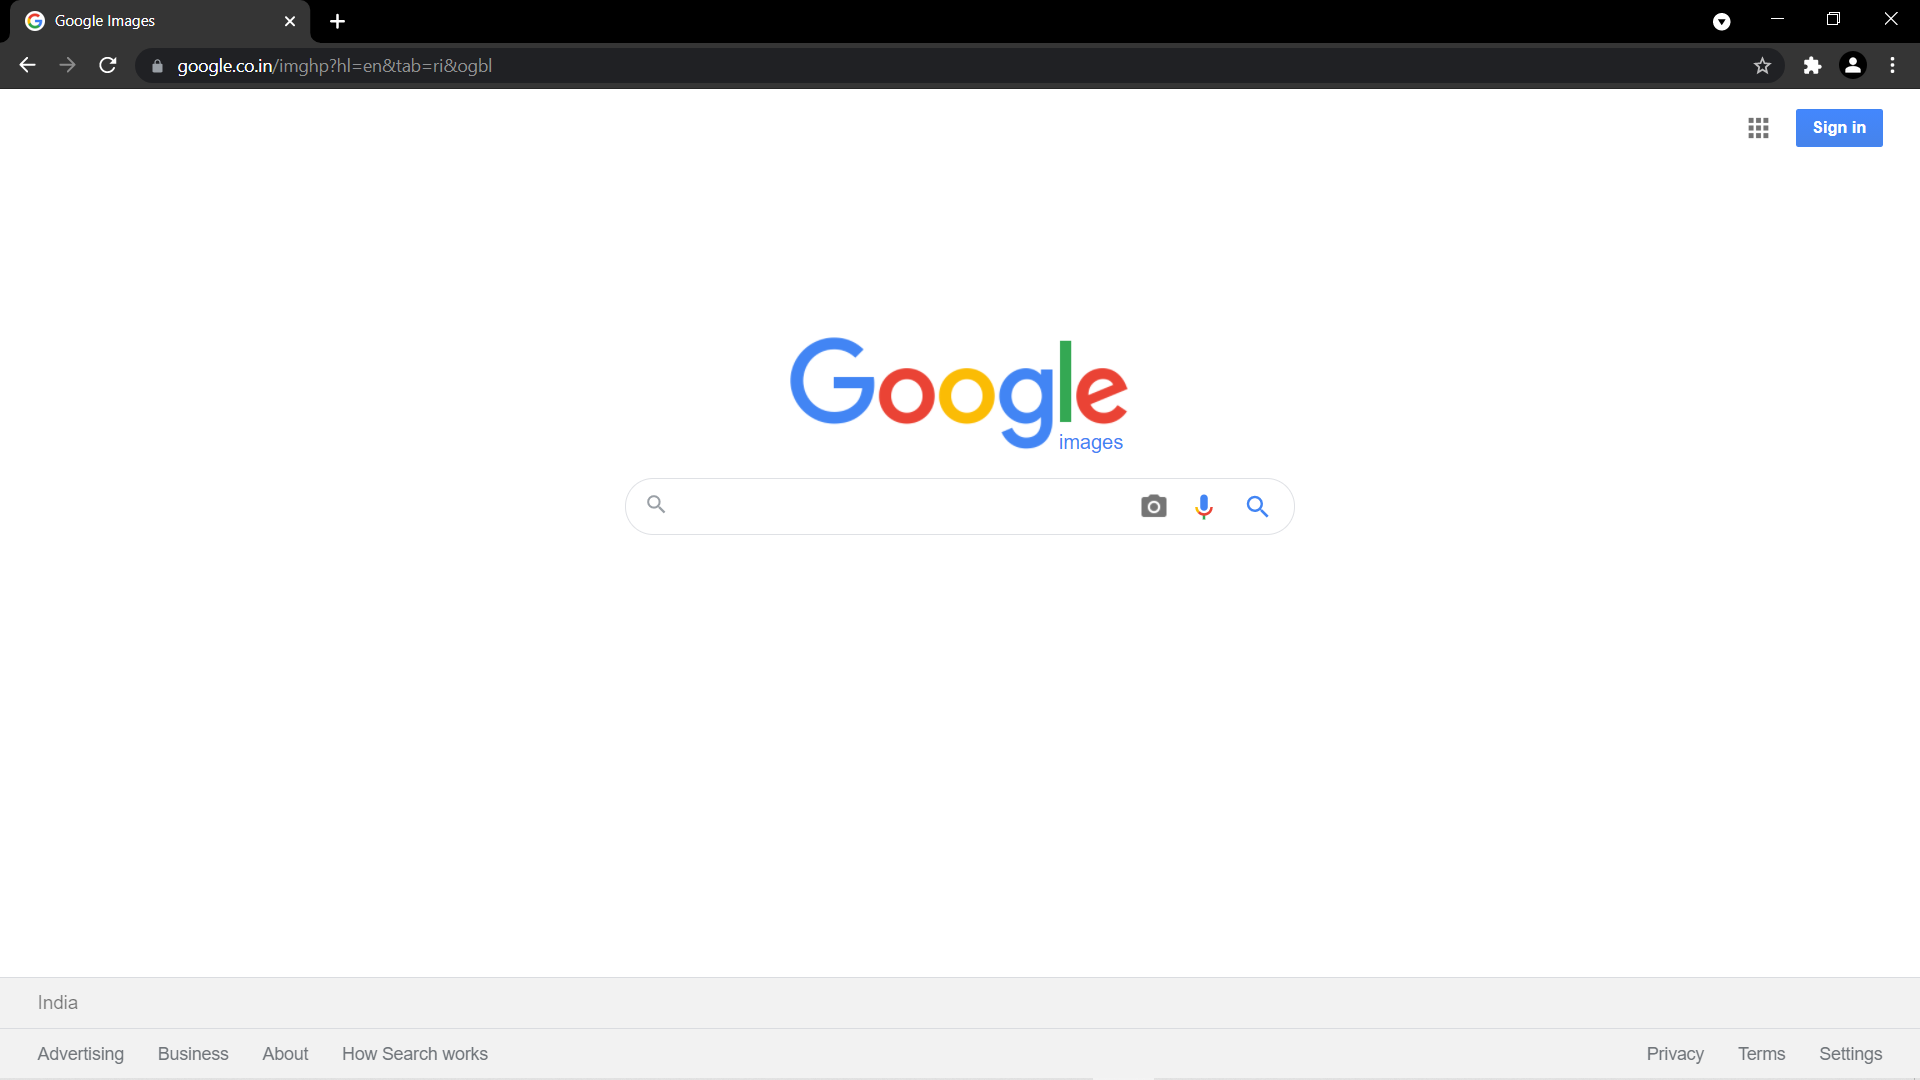 Google Images
google.co.in/imghp?hl=en&tab=ri&ogbl
Sign in
Google
images
India
Advertising Business About How Search works Privacy Terms Settings